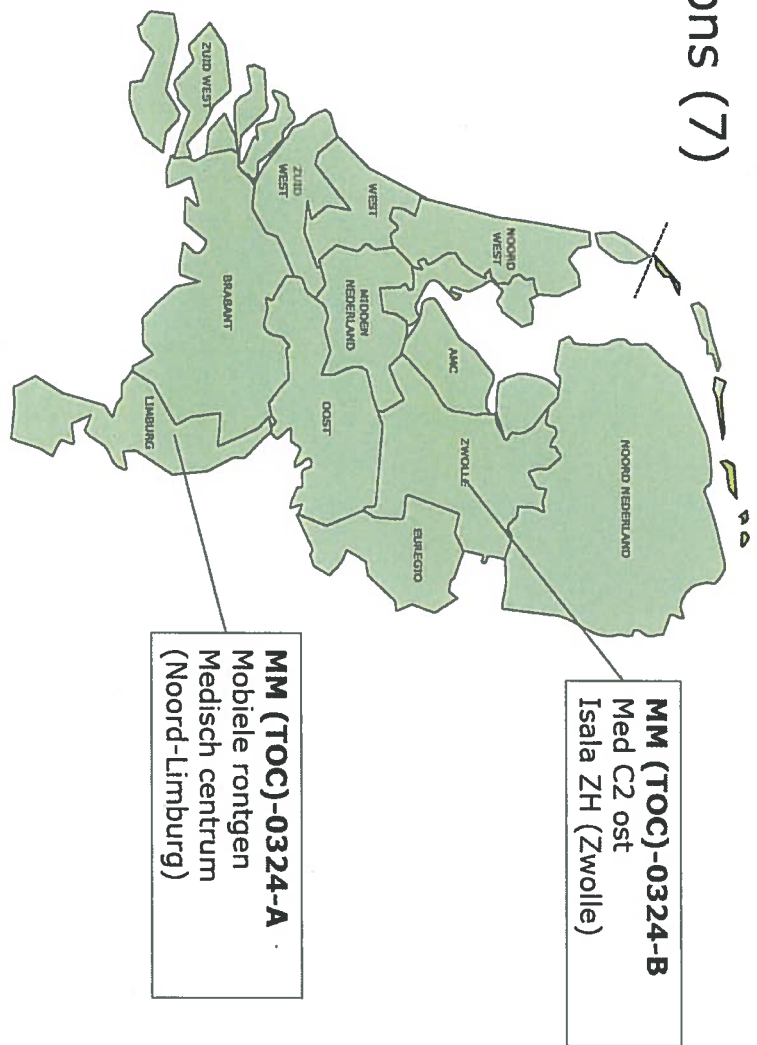 ons (7)
NOORD NEDERLAND
NOORD
WEST
AMC
ZWOLLE
WEST
MIDDEN
NEDERLAND
EUREGIO
ZUID
WEST
OOST
ZUID WEST
BRABANT
LIMBURG
MM (TOC)-0324-B
Med C2 ost
Isala ZH (Zwolle)
MM (TOC)-0324-A
Mobiele rontgen
Medisch centrum
(Noord-Limburg)